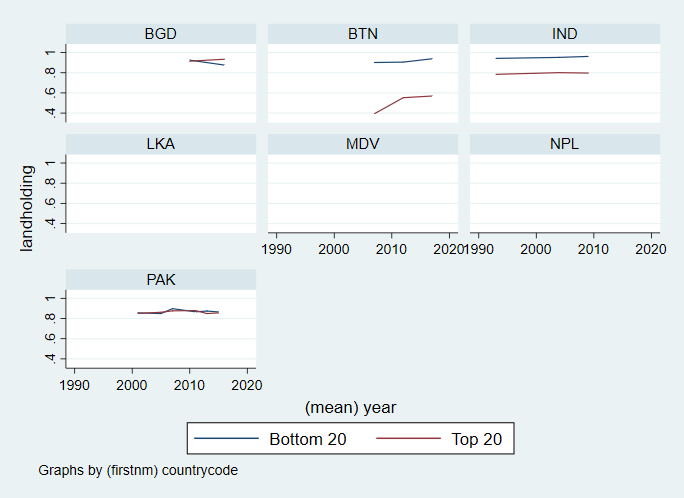 BGD BTN IND
1
.8
.6
.4
LKA MDV NPL
1
.8
.6
.4
1990 2000 2010 2020 1990 2000 2010 2020
PAK
1
.8
.6
.4
1990 2000 2010 2020
landholding
(mean) year
Bottom 20 Top 20
Graphs by (firstnm) countrycode